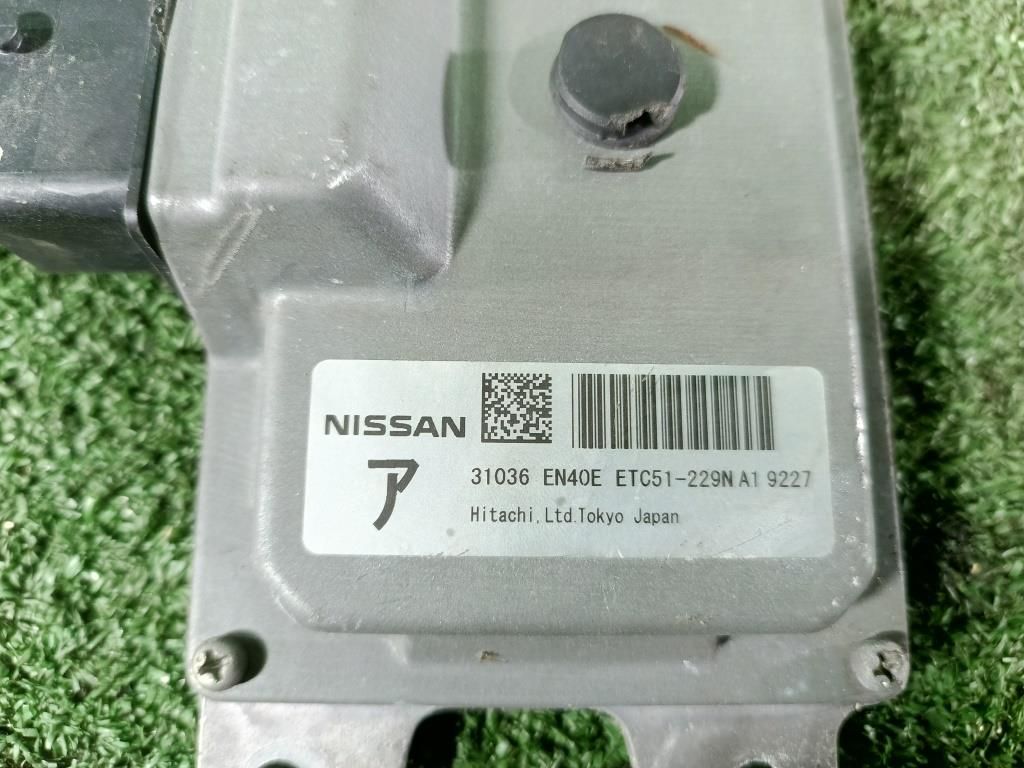 NISSAN
ア
31036 EN40E ETC51-229N A1 9227
Hitachi,Ltd.Tokyo Japan